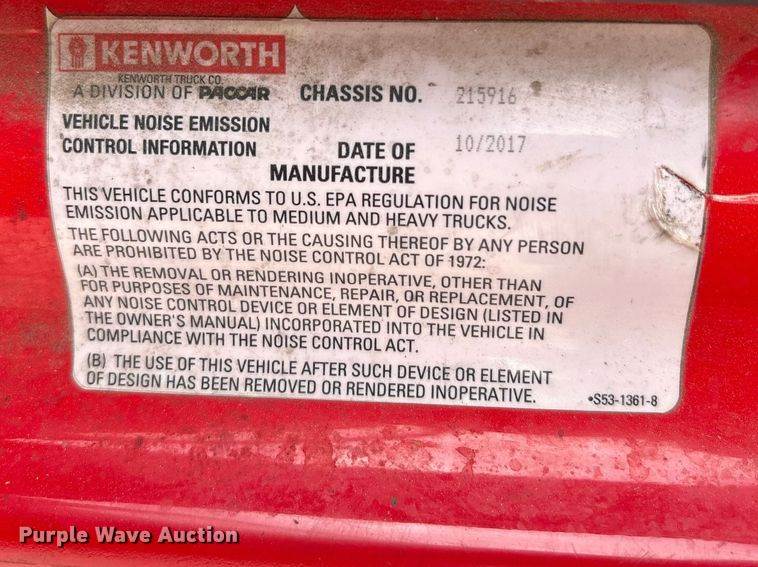 KENWORTH
KENWORTH TRUCK CO.
A DIVISION OF PACCAR
CHASSIS NO. 215916
VEHICLE NOISE EMISSION
CONTROL INFORMATION
DATE OF
MANUFACTURE
10/2017
THIS VEHICLE CONFORMS TO U.S. EPA REGULATION FOR NOISE
EMISSION APPLICABLE TO MEDIUM AND HEAVY TRUCKS.
THE FOLLOWING ACTS OR THE CAUSING THEREOF BY ANY PERSON
ARE PROHIBITED BY THE NOISE CONTROL ACT OF 1972:
(A) THE REMOVAL OR RENDERING INOPERATIVE, OTHER THAN
FOR PURPOSES OF MAINTENANCE, REPAIR, OR REPLACEMENT, OF
ANY NOISE CONTROL DEVICE OR ELEMENT OF DESIGN (LISTED IN
THE OWNER'S MANUAL) INCORPORATED INTO THE VEHICLE IN
COMPLIANCE WITH THE NOISE CONTROL ACT.
(B) THE USE OF THIS VEHICLE AFTER SUCH DEVICE OR ELEMENT
OF DESIGN HAS BEEN REMOVED OR RENDERED INOPERATIVE.
•S53-1361-8
Purple Wave Auction